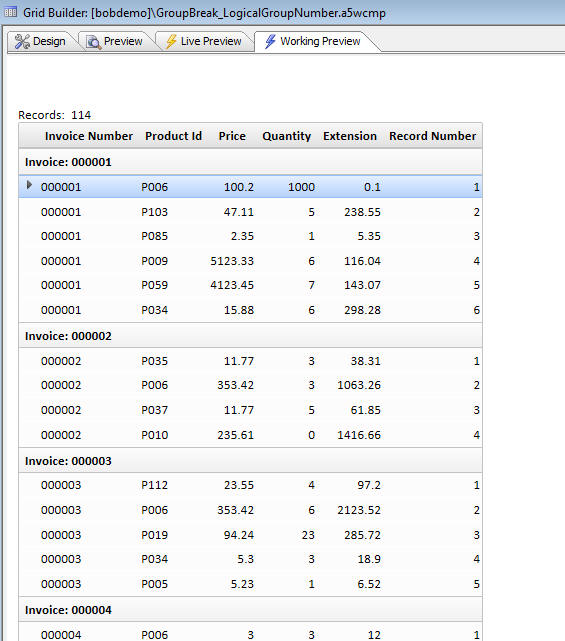 Grid Builder: [bobdemo]\GroupBreak_LogicalGroupNumber.a5wcmp
Design Preview Live Preview Working Preview
Records: 114
Invoice Number Product Id Price Quantity Extension Record Number
Invoice: 000001
000001 P006 100.2 1000 0.1 1
000001 P103 47.11 5 238.55 2
000001 P085 2.35 1 5.35 3
000001 P009 5123.33 6 116.04 4
000001 P059 4123.45 7 143.07 5
000001 P034 15.88 6 298.28 6
Invoice: 000002
000002 P035 11.77 3 38.31 1
000002 P006 353.42 3 1063.26 2
000002 P037 11.77 5 61.85 3
000002 P010 235.61 0 1416.66 4
Invoice: 000003
000003 P112 23.55 4 97.2 1
000003 P006 353.42 6 2123.52 2
000003 P019 94.24 23 285.72 3
000003 P034 5.3 3 18.9 4
000003 P005 5.23 1 6.52 5
Invoice: 000004
000004 P006 3 3 12 1